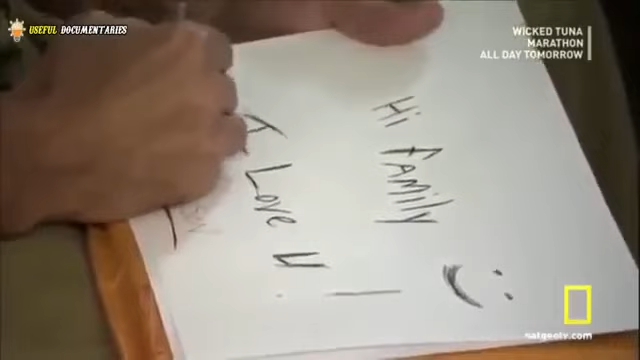 USEFUL DOCUMENTARIES
WICKED TUNA
MARATHON
ALL DAY TOMORROW
Hi Family ! :)
Love U
natgeotv.com